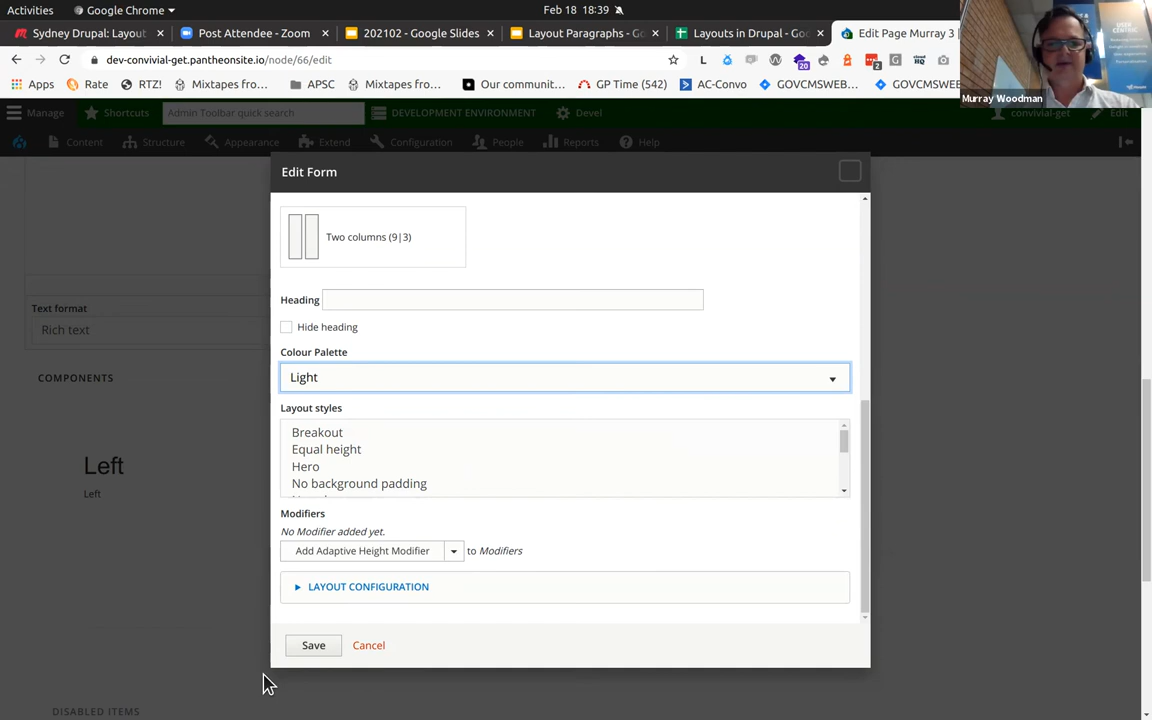 Activities Google Chrome Feb 18 18:39
Sydney Drupal: Layou × Post Attendee - Zoom × 202102 - Google Slides × Layout Paragraphs - Go × Layouts in Drupal - Goo × Edit Page Murray 3 |
dev-convivial-get.pantheonsite.io/node/66/edit
Apps Rate RTZ! Mixtapes fro… APSC Mixtapes fro… Our communit… GP Time (542) AC-Convo GOVCMSWEB… GOVCMSWEB…
Murray Woodman
Manage Shortcuts Admin Toolbar quick search DEVELOPMENT ENVIRONMENT Devel convivial-get Edit
Content Structure Appearance Extend Configuration People Reports Help
Edit Form
Two columns (9|3)
Heading
Text format
Hide heading
Rich text
Colour Palette
Light
COMPONENTS
Layout styles
Breakout
Equal height
Hero
No background padding
Left
Left
Modifiers
No Modifier added yet.
Add Adaptive Height Modifier to Modifiers
LAYOUT CONFIGURATION
Save Cancel
DISABLED ITEMS